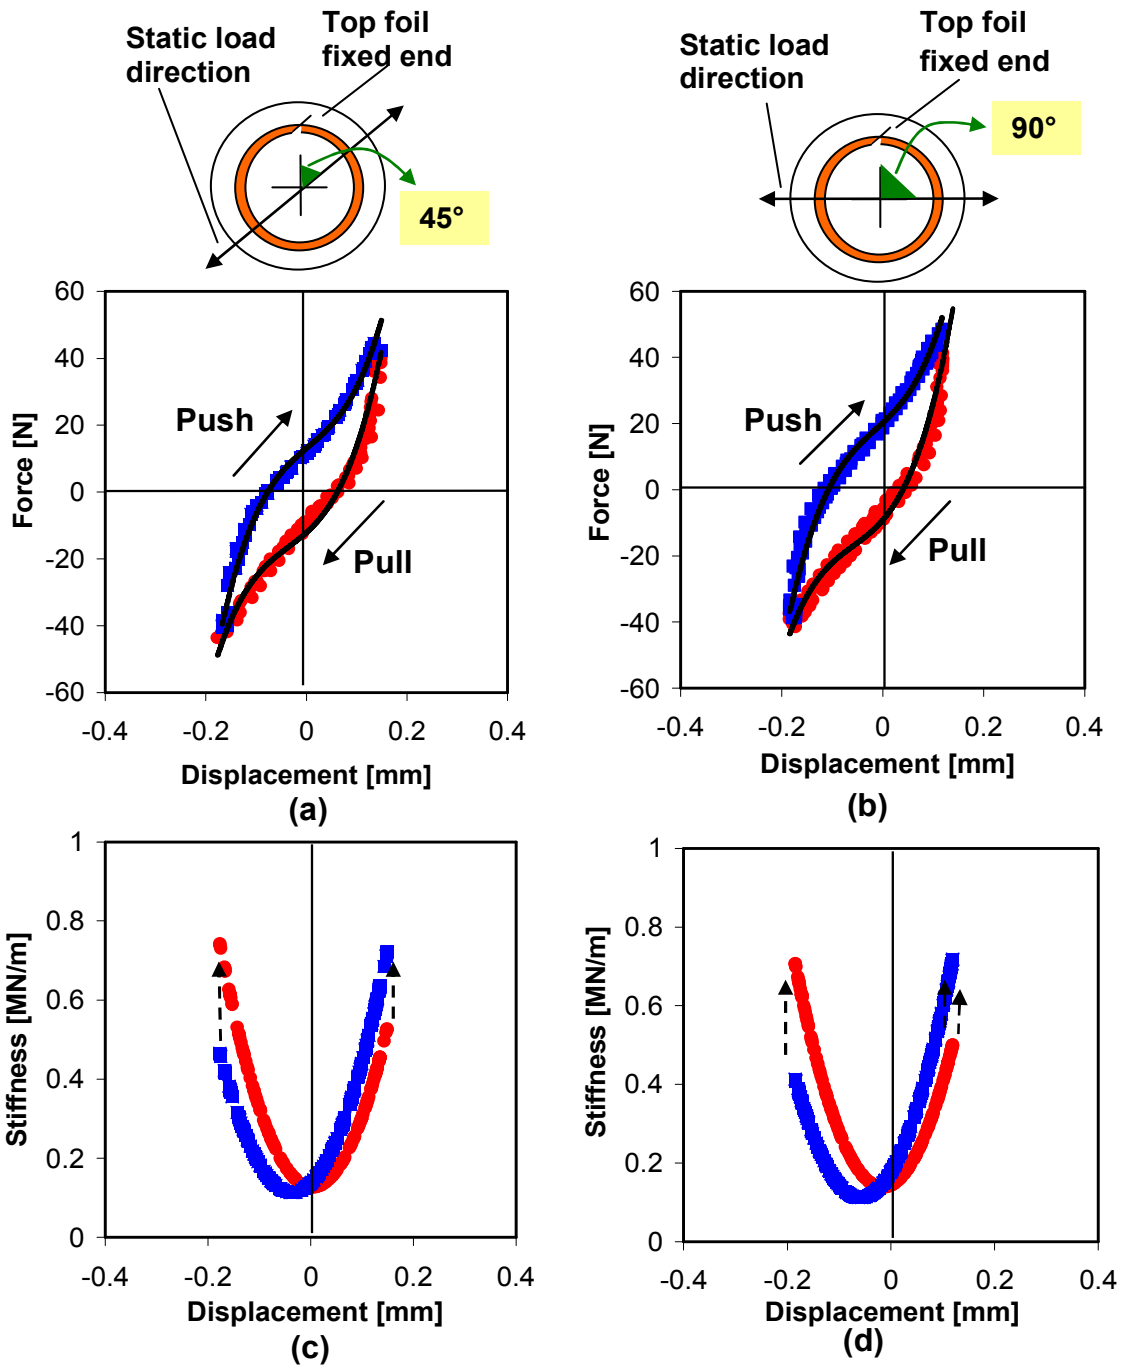 Static load
direction
Top foil
fixed end
45°
Static load
direction
Top foil
fixed end
90°
60
40
20
0
-20
-40
-60
Force [N]
Push
Pull
-0.4
-0.2
0
0.2
0.4
Displacement [mm]
(a)
60
40
20
0
-20
-40
-60
Force [N]
Push
Pull
-0.4
-0.2
0
0.2
0.4
Displacement [mm]
(b)
1
0.8
0.6
0.4
0.2
0
Stiffness [MN/m]
-0.4
-0.2
0
0.2
0.4
Displacement [mm]
(c)
1
0.8
0.6
0.4
0.2
0
Stiffness [MN/m]
-0.4
-0.2
0
0.2
0.4
Displacement [mm]
(d)